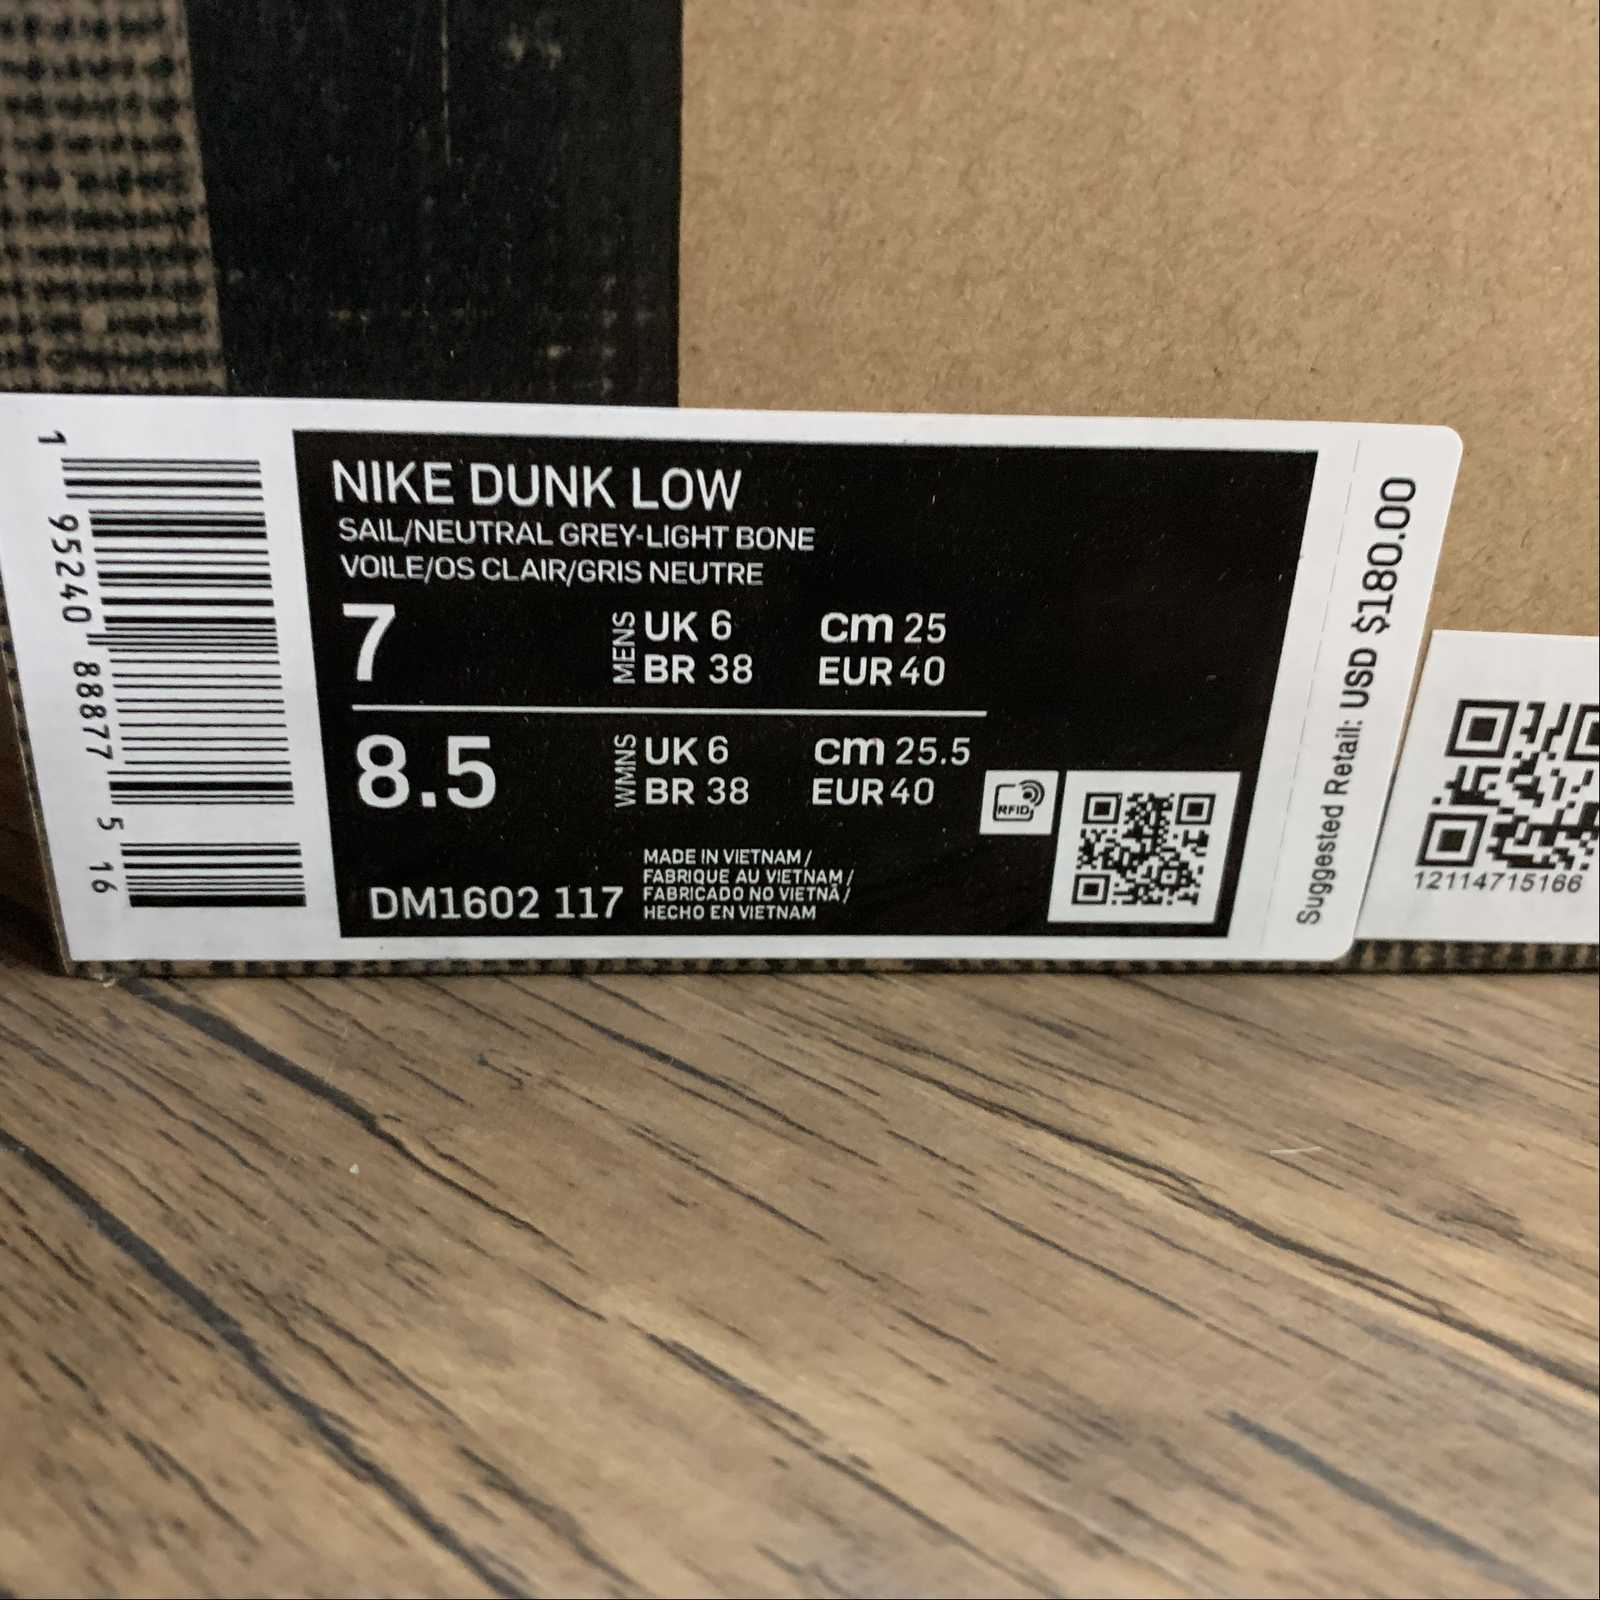 NIKE DUNK LOW
SAIL/NEUTRAL GREY-LIGHT BONE
VOILE/OS CLAIR/GRIS NEUTRE
7 MENS UK 6 cm 25
BR 38 EUR 40
8.5 WMNS UK 6 cm 25.5
BR 38 EUR 40
RFID
DM1602 117
MADE IN VIETNAM /
FABRIQUE AU VIETNAM /
FABRICADO NO VIETNÃ /
HECHO EN VIETNAM
1 95240 88877 5 16
Suggested Retail: USD $180.00
12114715166